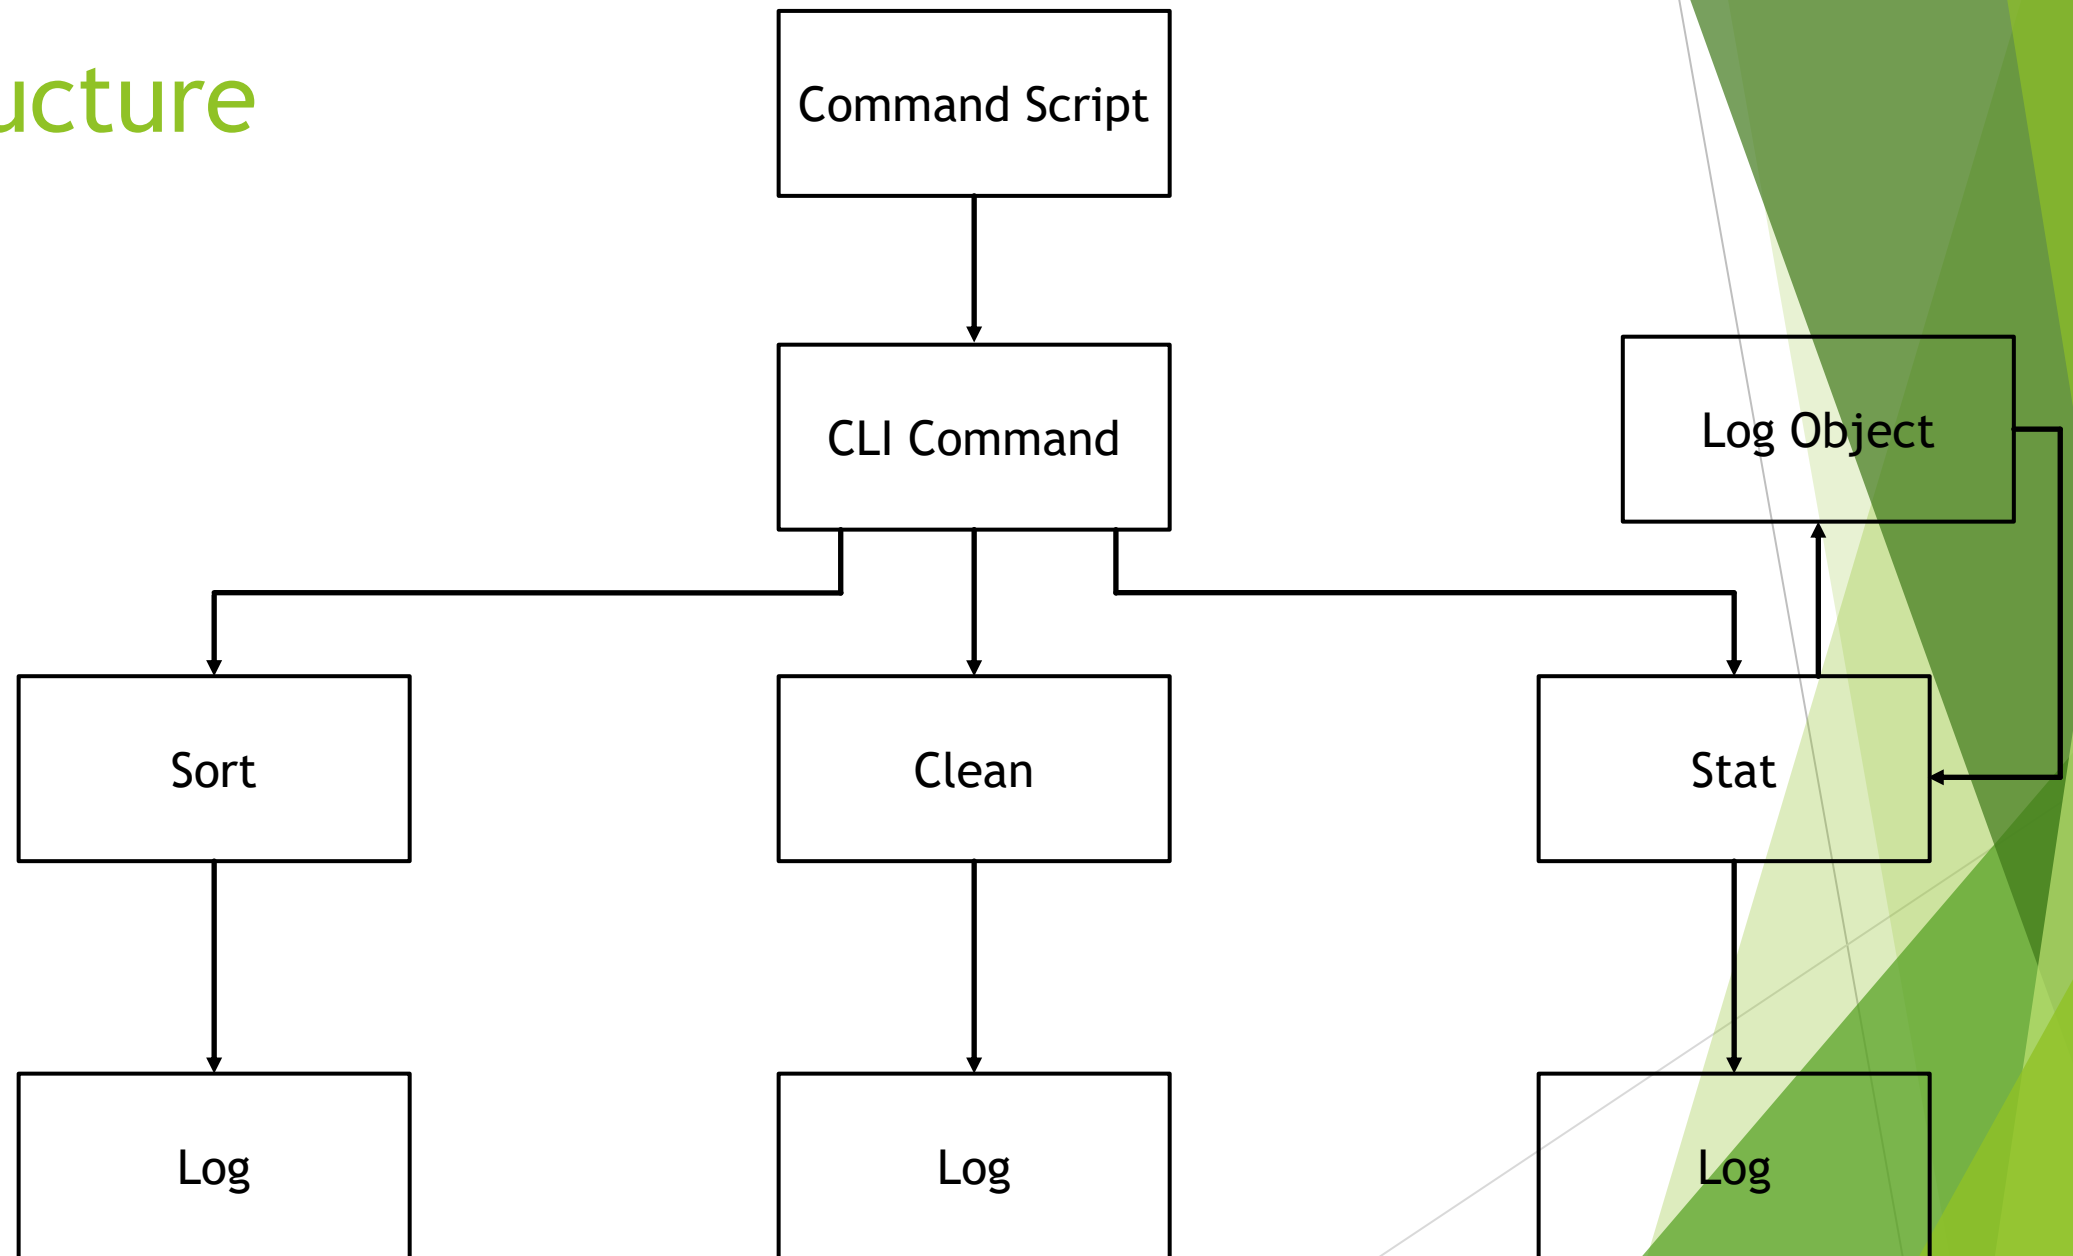 ucture
Command Script
CLI Command
Log Object
Sort
Clean
Stat
Log
Log
Log